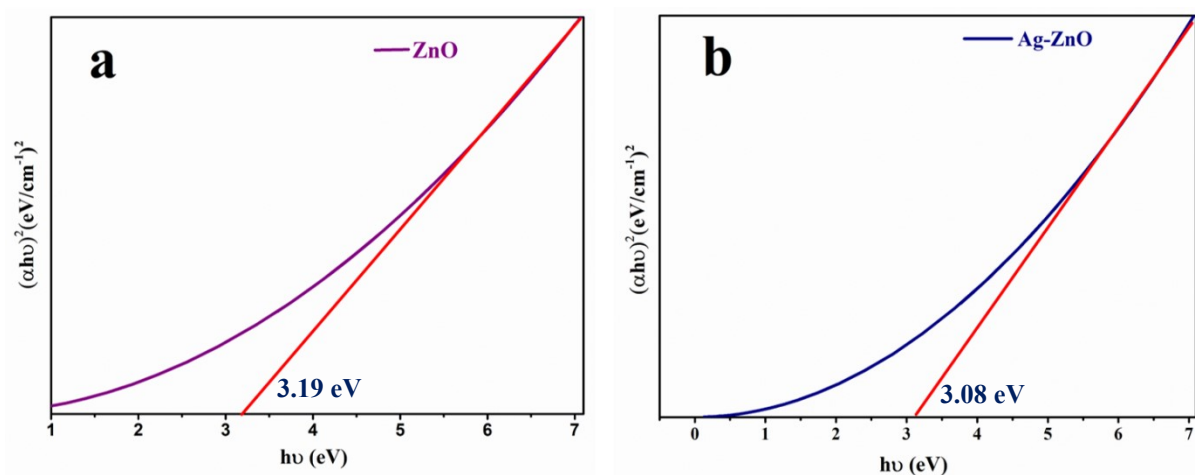 a
ZnO
(αhυ)²(eV/cm⁻¹)²
3.19 eV
1 2 3 4 5 6 7
hυ (eV)
b
Ag-ZnO
(αhυ)²(eV/cm⁻¹)²
3.08 eV
0 1 2 3 4 5 6 7
hυ (eV)